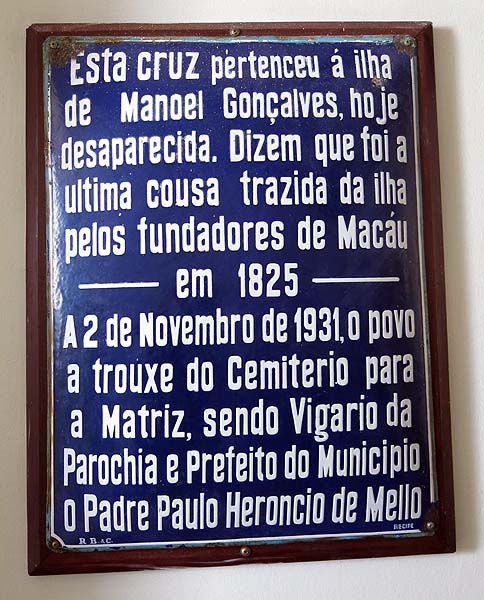 Esta cruz pertenceu á ilha
de Manoel Gonçalves, hoje
desaparecida. Dizem que foi a
ultima cousa trazida da ilha
pelos fundadores de Macáu
— em 1825 —
A 2 de Novembro de 1931, o povo
a trouxe do Cemiterio para
a Matriz, sendo Vigario da
Parochia e Prefeito do Municipio
o Padre Paulo Heroncio de Mello
R B. & C. RECIFE